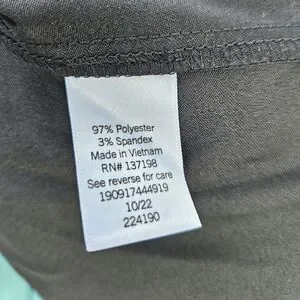 97% Polyester
3% Spandex
Made in Vietnam
RN# 137198
See reverse for care
190917444919
10/22
224190